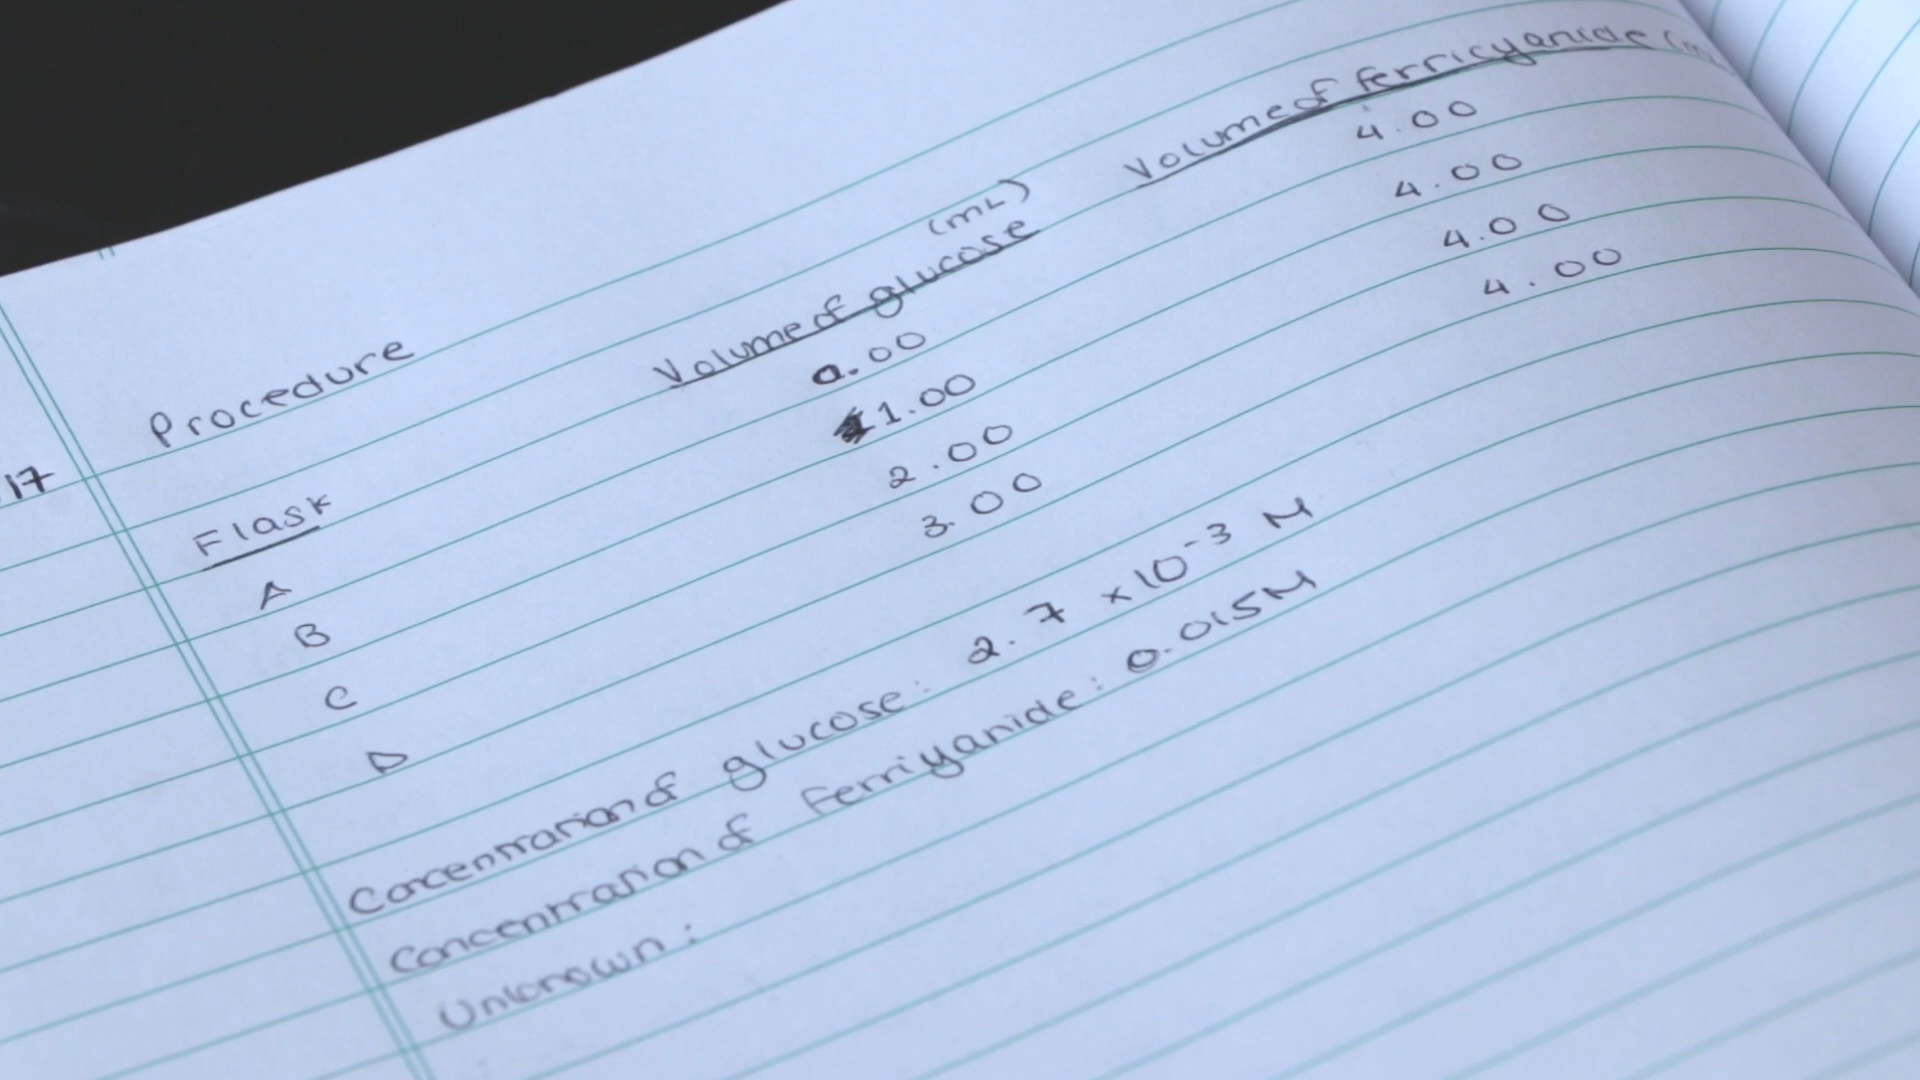 17
Procedure
Flask Volume of glucose (mL) Volume of ferricyanide
A 0.00 4.00
B 1.00 4.00
C 2.00 4.00
D 3.00 4.00
Concentration of glucose: 2.7 x 10-3 M
Concentration of Ferriyanide: 0.015M
Unknown: